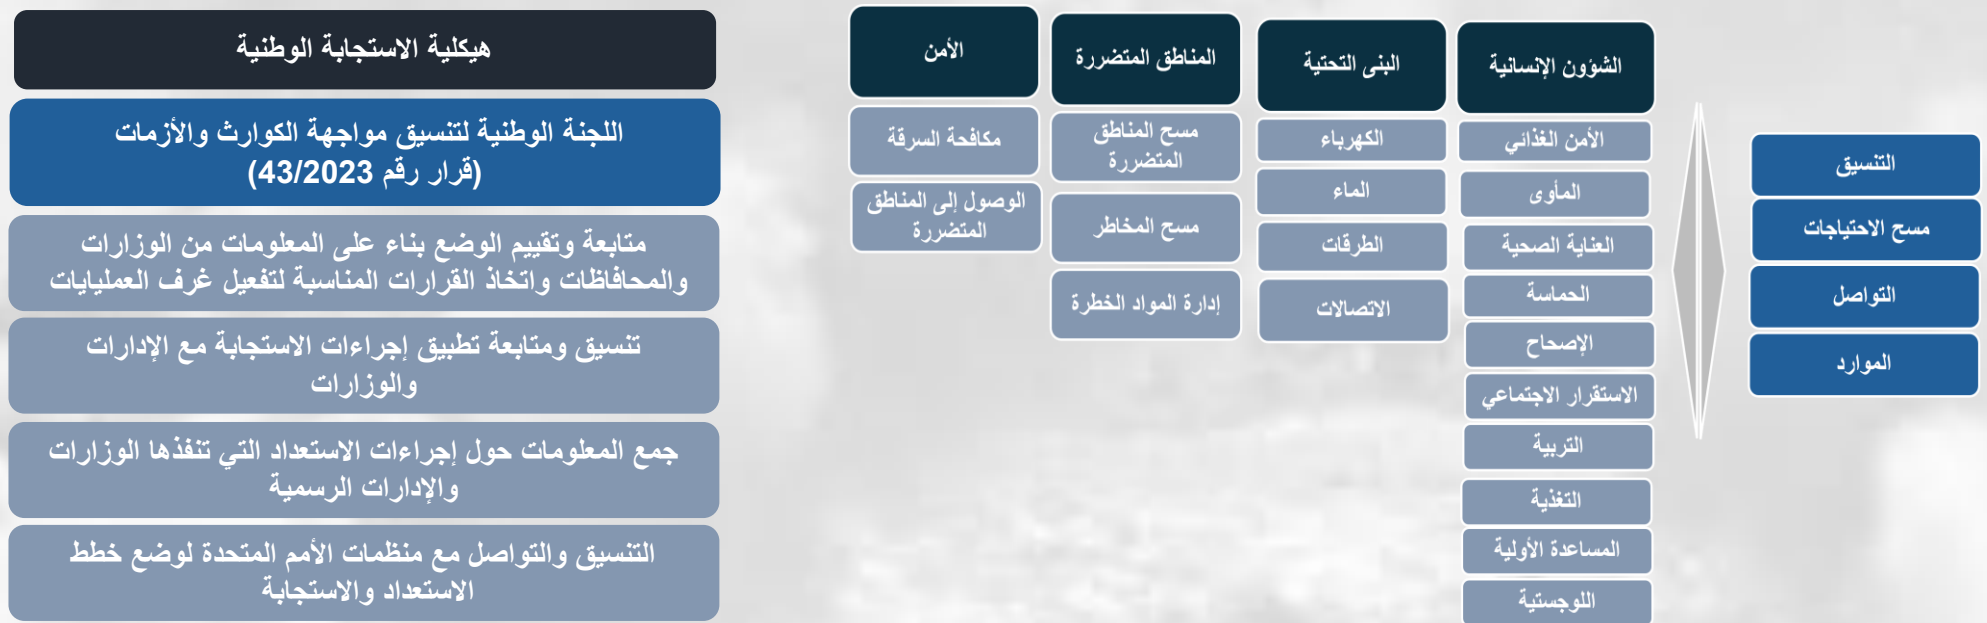 هيكلية الاستجابة الوطنية
اللجنة الوطنية لتنسيق مواجهة الكوارث والأزمات
(قرار رقم 43/2023)
متابعة وتقييم الوضع بناء على المعلومات من الوزارات
والمحافظات واتخاذ القرارات المناسبة لتفعيل غرف العمليايات
تنسيق ومتابعة تطبيق إجراءات الاستجابة مع الإدارات
والوزارات
جمع المعلومات حول إجراءات الاستعداد التي تنفذها الوزارات
والإدارات الرسمية
التنسيق والتواصل مع منظمات الأمم المتحدة لوضع خطط
الاستعداد والاستجابة
التنسيق
مسح الاحتياجات
التواصل
الموارد
الشؤون الإنسانية
الأمن الغذائي
المأوى
العناية الصحية
الحماسة
الإصحاح
الاستقرار الاجتماعي
التربية
التغذية
المساعدة الأولية
اللوجستية
البنى التحتية
الكهرباء
الماء
الطرقات
الاتصالات
المناطق المتضررة
مسح المناطق
المتضررة
مسح المخاطر
إدارة المواد الخطرة
الأمن
مكافحة السرقة
الوصول إلى المناطق
المتضررة